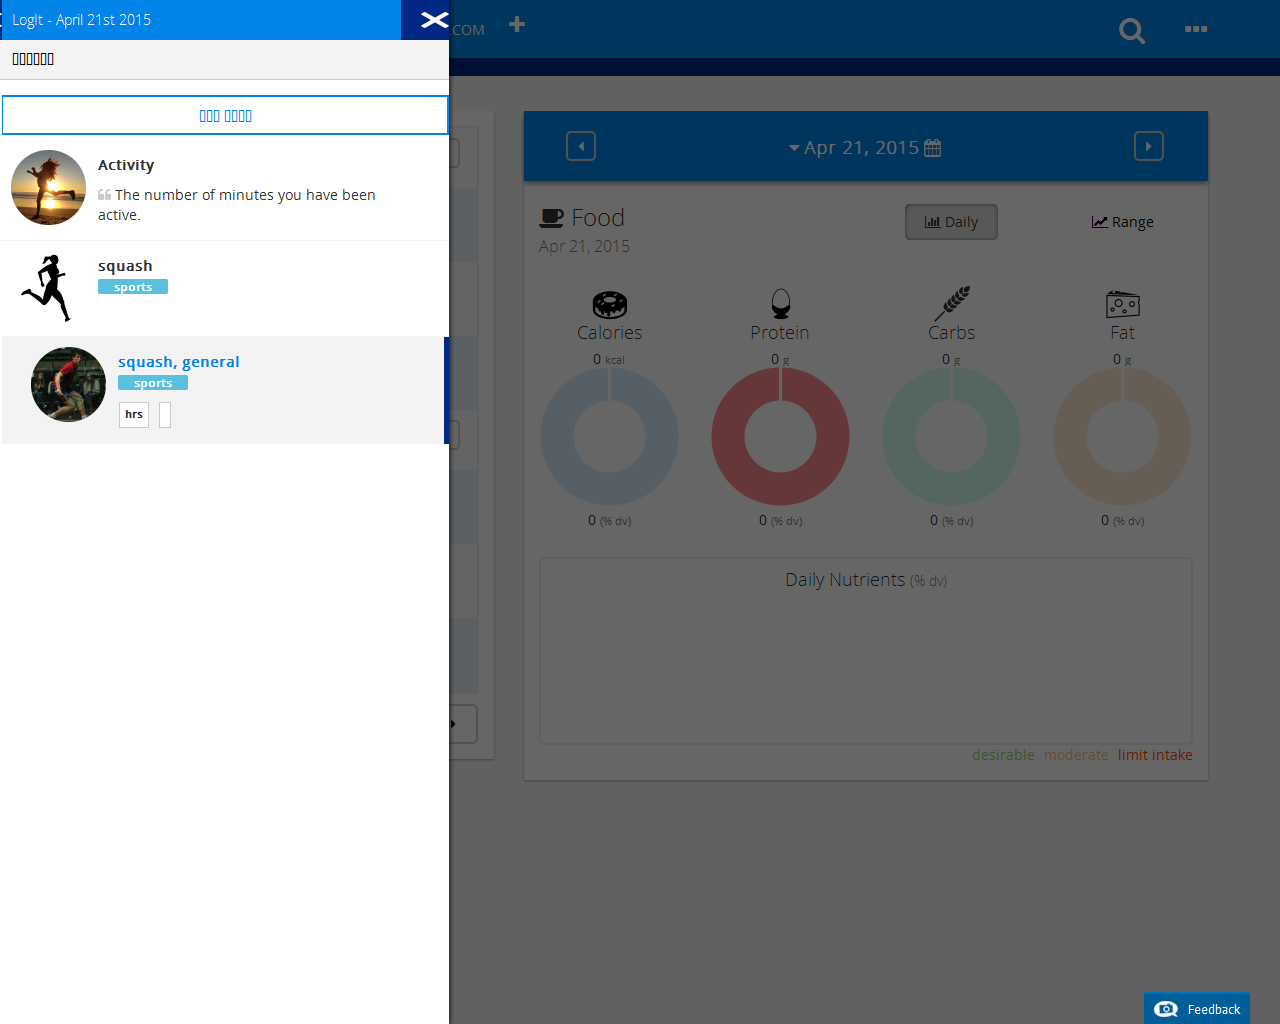 LogIt - April 21st 2015
.COM
Activity
The number of minutes you have been
active.
squash
sports
squash, general
sports
hrs
Apr 21, 2015
Food
Apr 21, 2015
Daily
Range
Calories
Protein
Carbs
Fat
0 kcal
0 g
0 g
0 g
0 (% dv)
0 (% dv)
0 (% dv)
0 (% dv)
Daily Nutrients (% dv)
desirable moderate limit intake
Feedback